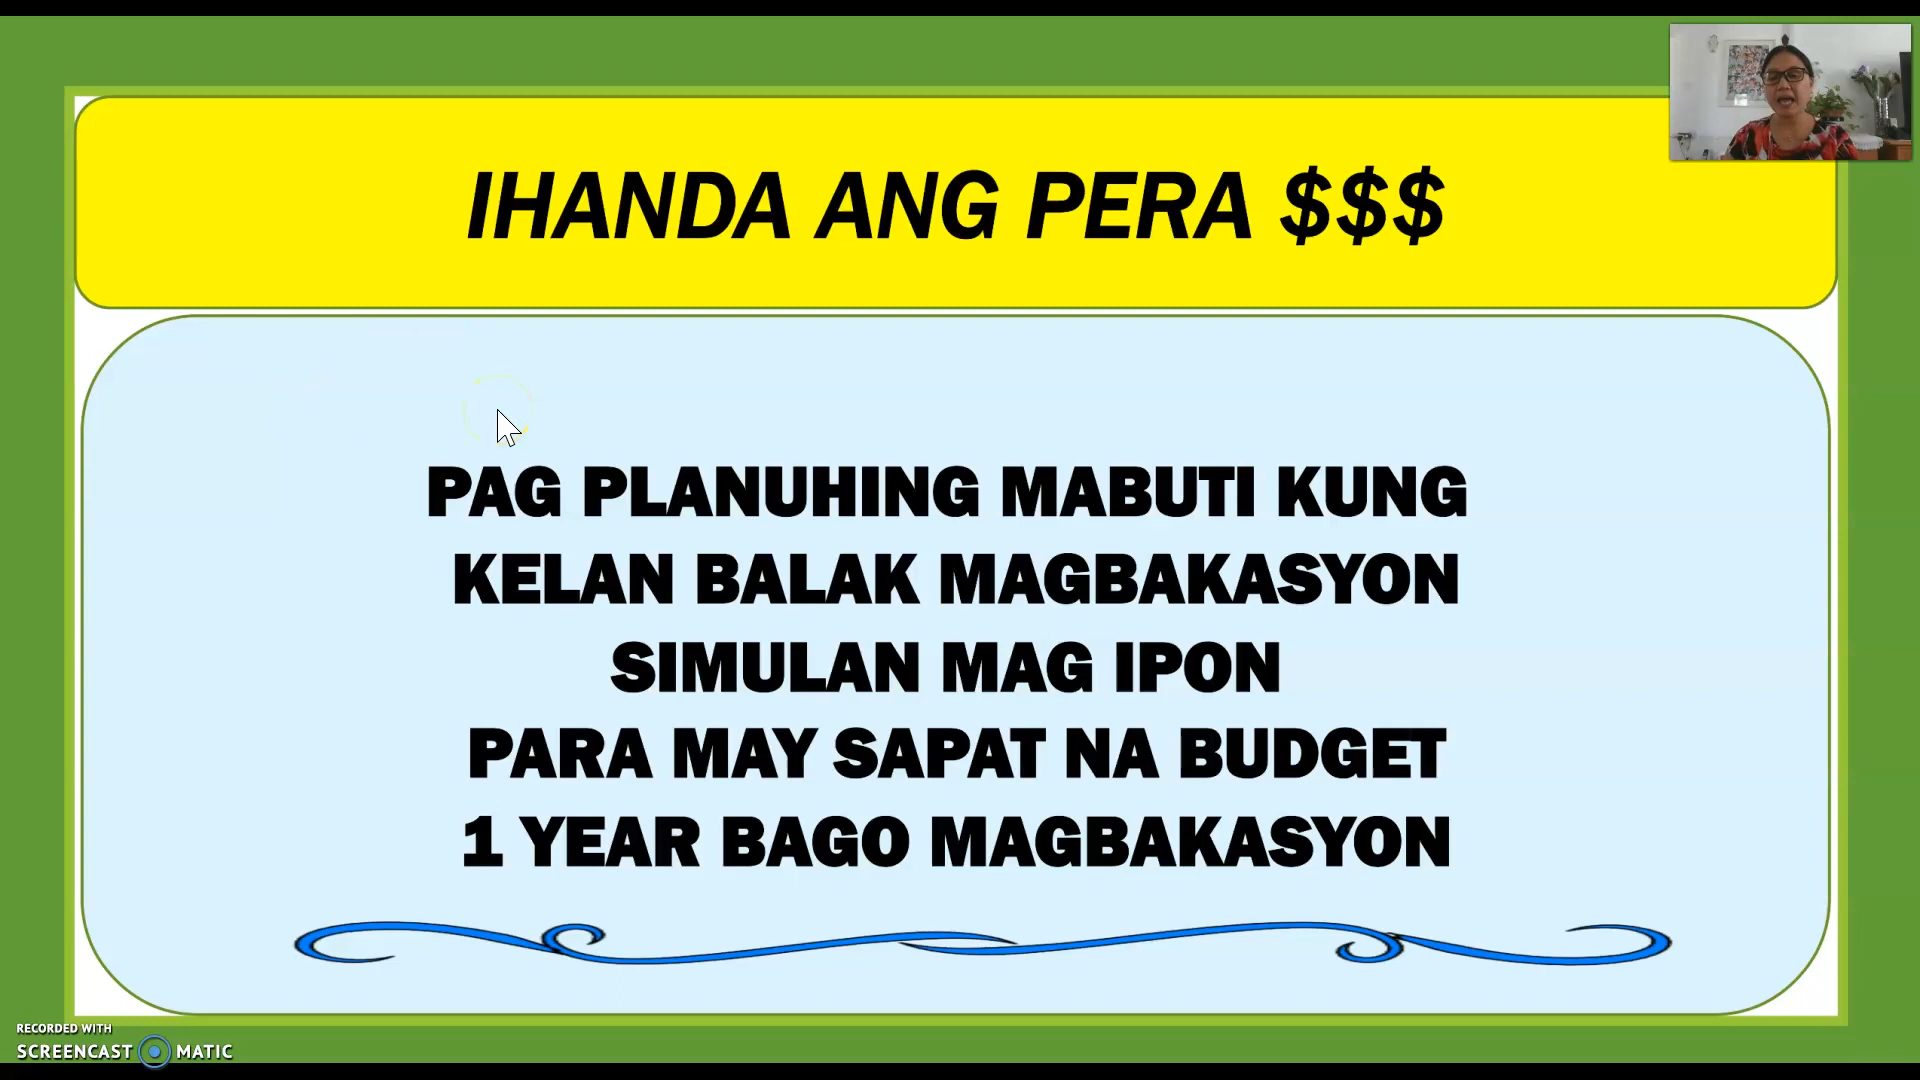 IHANDA ANG PERA $$$
PAG PLANUHING MABUTI KUNG
KELAN BALAK MAGBAKASYON
SIMULAN MAG IPON
PARA MAY SAPAT NA BUDGET
1 YEAR BAGO MAGBAKASYON
RECORDED WITH
SCREENCAST MATIC